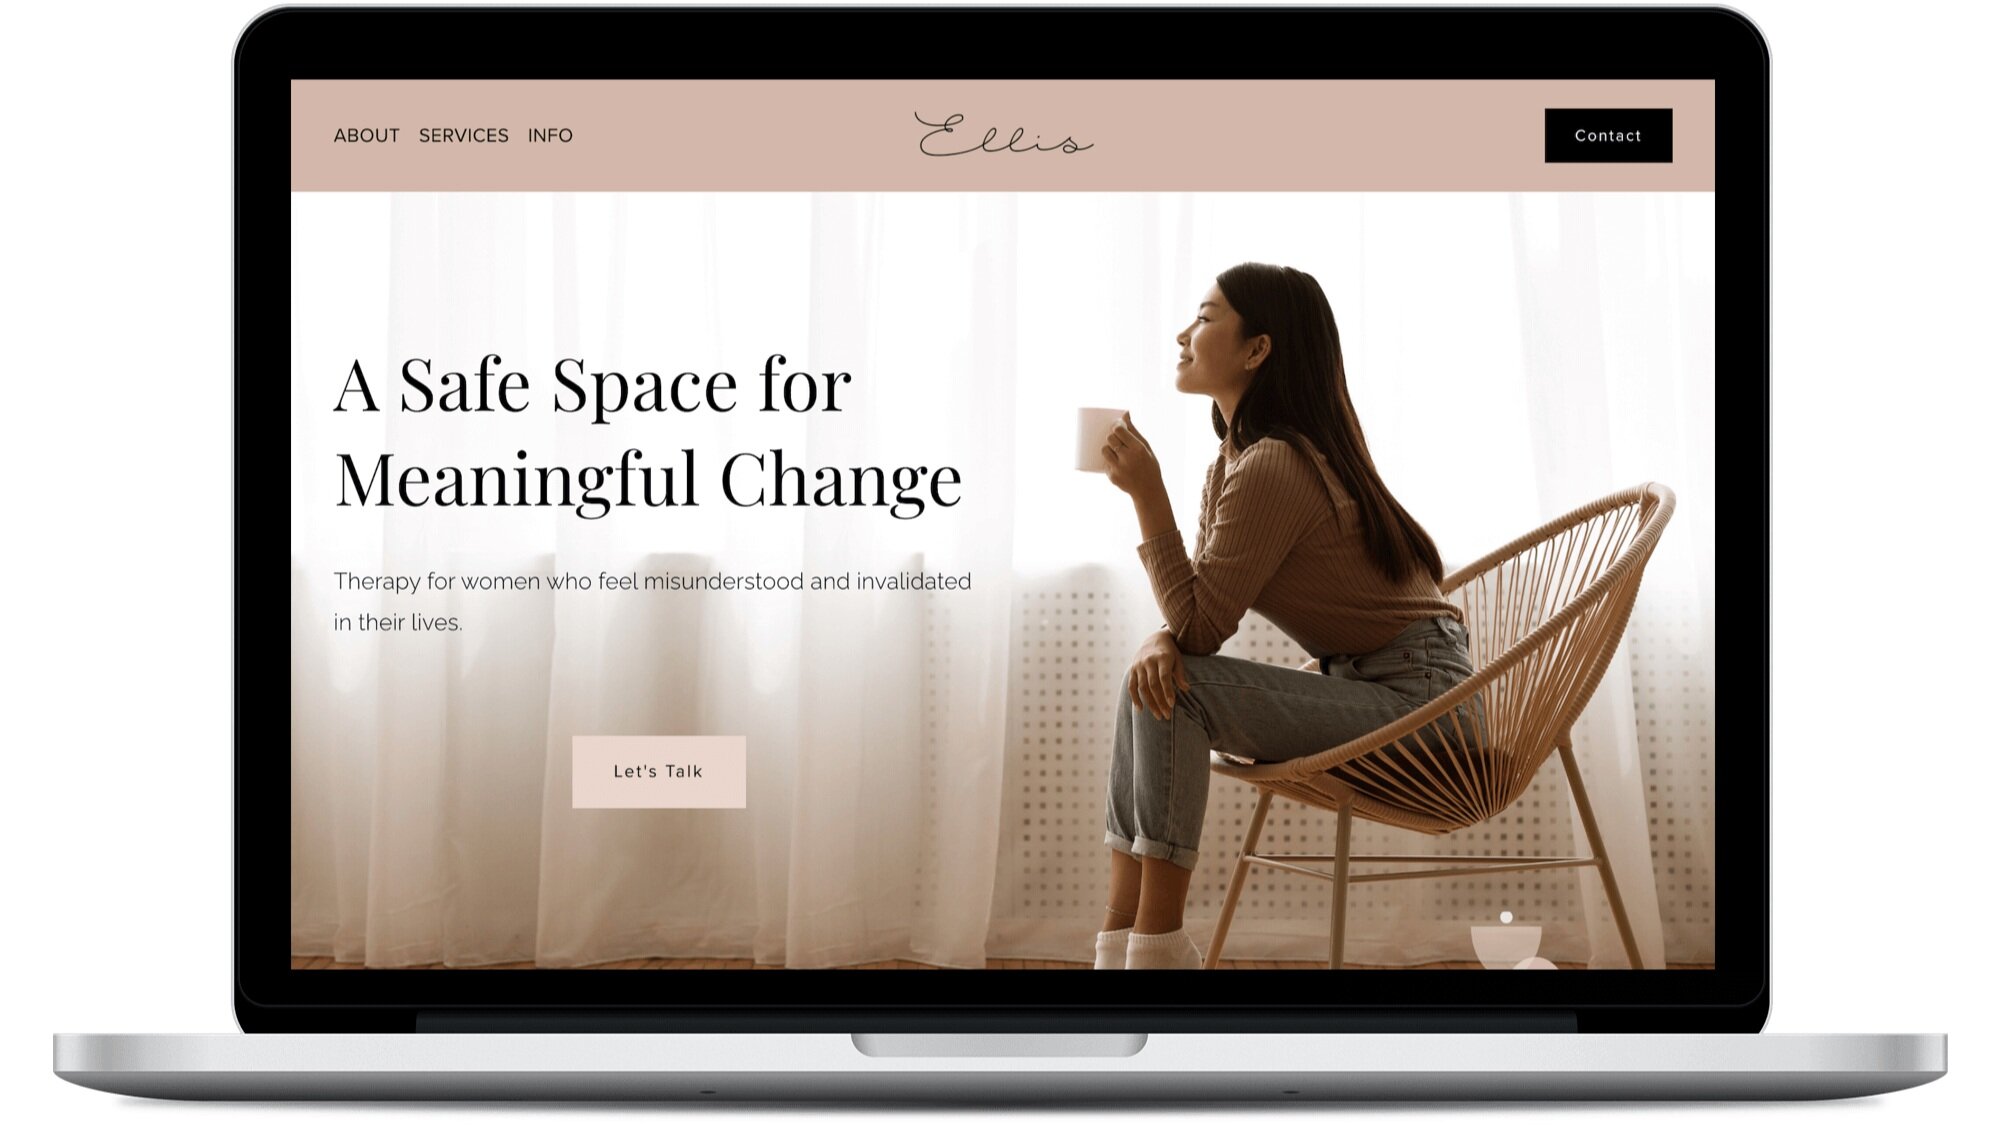 ABOUT SERVICES INFO
Ellis
Contact
A Safe Space for
Meaningful Change
Therapy for women who feel misunderstood and invalidated
in their lives.
Let's Talk